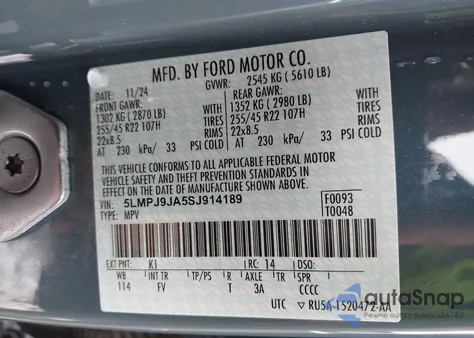 MFD. BY FORD MOTOR CO.
DATE: 11/24 GVWR: 2545 KG ( 5610 LB)
FRONT GAWR: REAR GAWR:
1302 KG ( 2870 LB) WITH 1352 KG ( 2980 LB) WITH
255/45 R22 107H TIRES 255/45 R22 107H TIRES
22x8.5 RIMS 22x8.5 RIMS
AT 230 kPa/ 33 PSI COLD AT 230 kPa/ 33 PSI COLD
THIS VEHICLE CONFORMS TO ALL APPLICABLE FEDERAL MOTOR
VEHICLE SAFETY AND THEFT PREVENTION STANDARDS IN EFFECT
ON THE DATE OF MANUFACTURE SHOWN ABOVE.
VIN: 5LMPJ9JA5SJ914189 F0093
TYPE: MPV T0048
EXT PNT: K1 RC: 14 DSO:
WB INT TR TP/PS R AXLE TR SPR
114 FV T 3A CCCC
UTC ▽ RU5A-1520472-AA
autoSnap